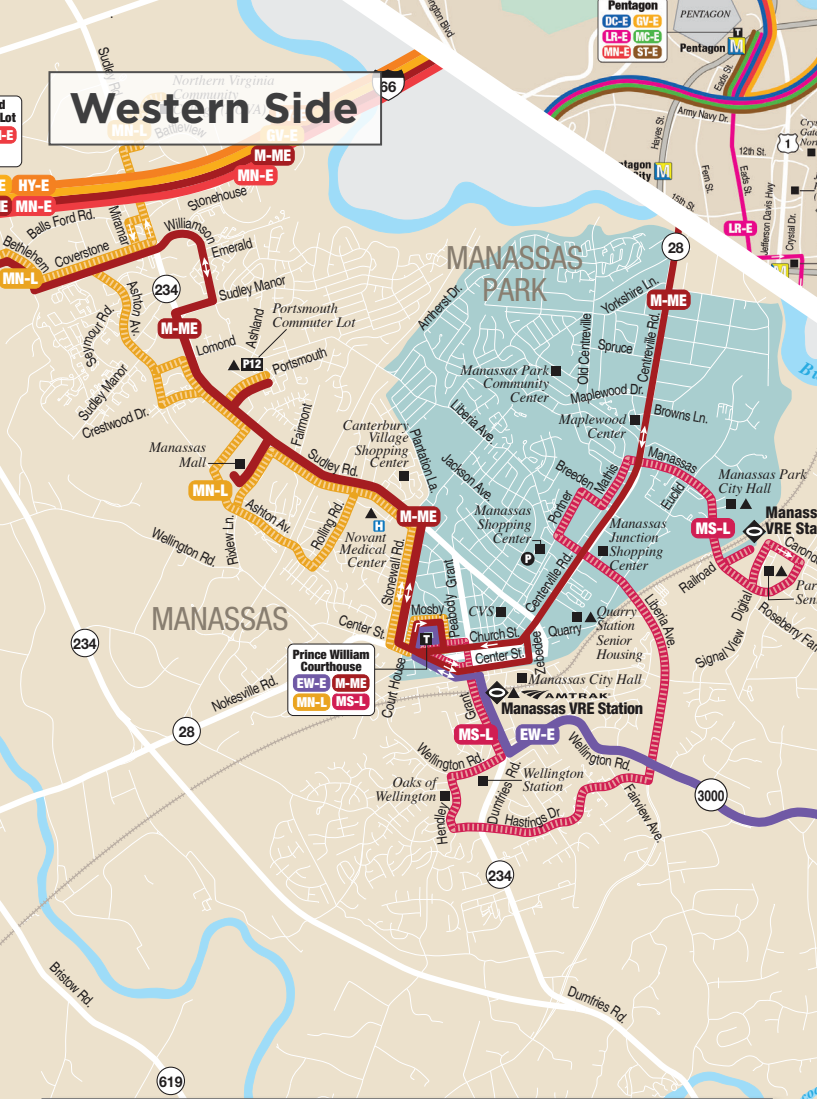 Western Side
Northern Virginia
Community
Sudley Rd.
MN-L
Battleview
GV-E
M-ME
MN-E
66
HY-E
MN-E
Lot
Balls Ford Rd.
Stonehouse
Miramar
Williamson
Bethlehem
Coverstone
Emerald
MN-L
234
Sudley Manor
Ashton Av.
Seymour Rd.
M-ME
Lomond
Ashland
Portsmouth
Commuter Lot
P12
Portsmouth
Sudley Manor
Crestwood Dr.
Fairmont
Manassas
Mall
MN-L
Sudley Rd.
Canterbury
Village
Shopping
Center
Plantation La.
Ashton Av.
Rolling Rd.
Rixlew Ln.
Wellington Rd.
H
Novant
Medical
Center
M-ME
Stonewall Rd.
MANASSAS
234
Center St.
Mosby
Peabody
Grant
T
Church St.
Center St.
Zebedee
Prince William
Courthouse
EW-E
M-ME
MN-L
MS-L
Court House
Nokesville Rd.
28
Pentagon
DC-E
GV-E
LR-E
MC-E
MN-E
ST-E
PENTAGON
T
Pentagon
M
Eads St.
Army Navy Dr.
Hayes St.
1
12th St.
Fern St.
Eads St.
15th St.
Jefferson Davis Hwy
Crystal Dr.
LR-E
M
M
28
MANASSAS
PARK
Amherst Dr.
Yorkshire Ln.
M-ME
Old Centreville
Spruce
Centreville Rd.
Manassas Park
Community
Center
Maplewood Dr.
Browns Ln.
Maplewood
Center
Liberia Ave.
Jackson Ave.
Breeden
Mathis
Manassas
Portner
Euclid
Manassas Park
City Hall
MS-L
Manassas
Shopping
Center
P
Manassas
Junction
Shopping
Center
Centerville Rd.
Railroad
Digital
Signal View
CVS
Quarry
Quarry
Station
Senior
Housing
Liberia Ave.
Manassas City Hall
AMTRAK
Manassas VRE Station
Grant
MS-L
EW-E
Wellington Rd.
Wellington Rd.
Wellington
Station
Oaks of
Wellington
Dumfries Rd.
Hendley
Hastings Dr
Fairview Ave.
3000
234
Bristow Rd.
Dumfries Rd.
619